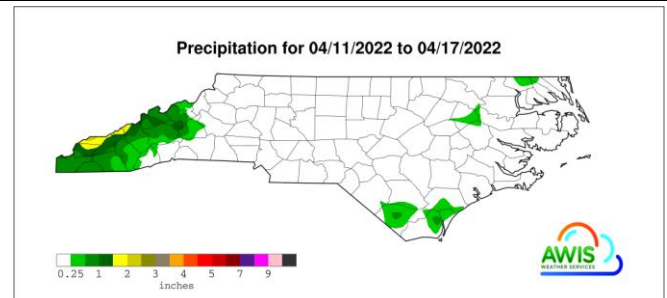 Precipitation for 04/11/2022 to 04/17/2022
0.25 1 2 3 4 5 7 9
inches
AWIS
WEATHER SERVICES